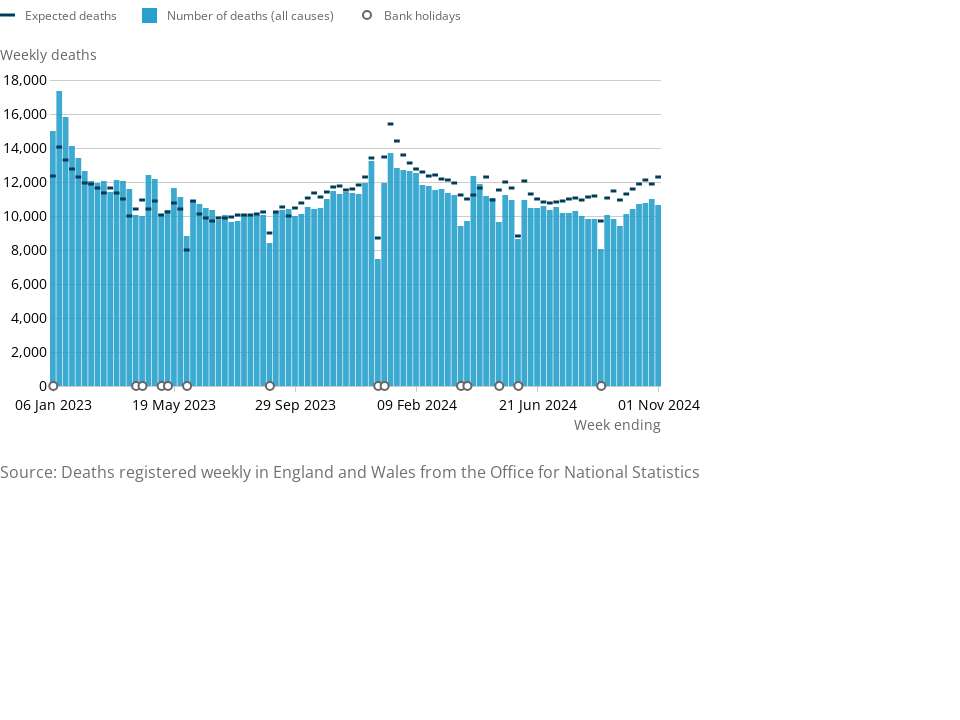 Expected deaths Number of deaths (all causes) Bank holidays
Weekly deaths
18,000
16,000
14,000
12,000
10,000
8,000
6,000
4,000
2,000
0
06 Jan 2023 19 May 2023 29 Sep 2023 09 Feb 2024 21 Jun 2024 01 Nov 2024
Week ending
Source: Deaths registered weekly in England and Wales from the Office for National Statistics